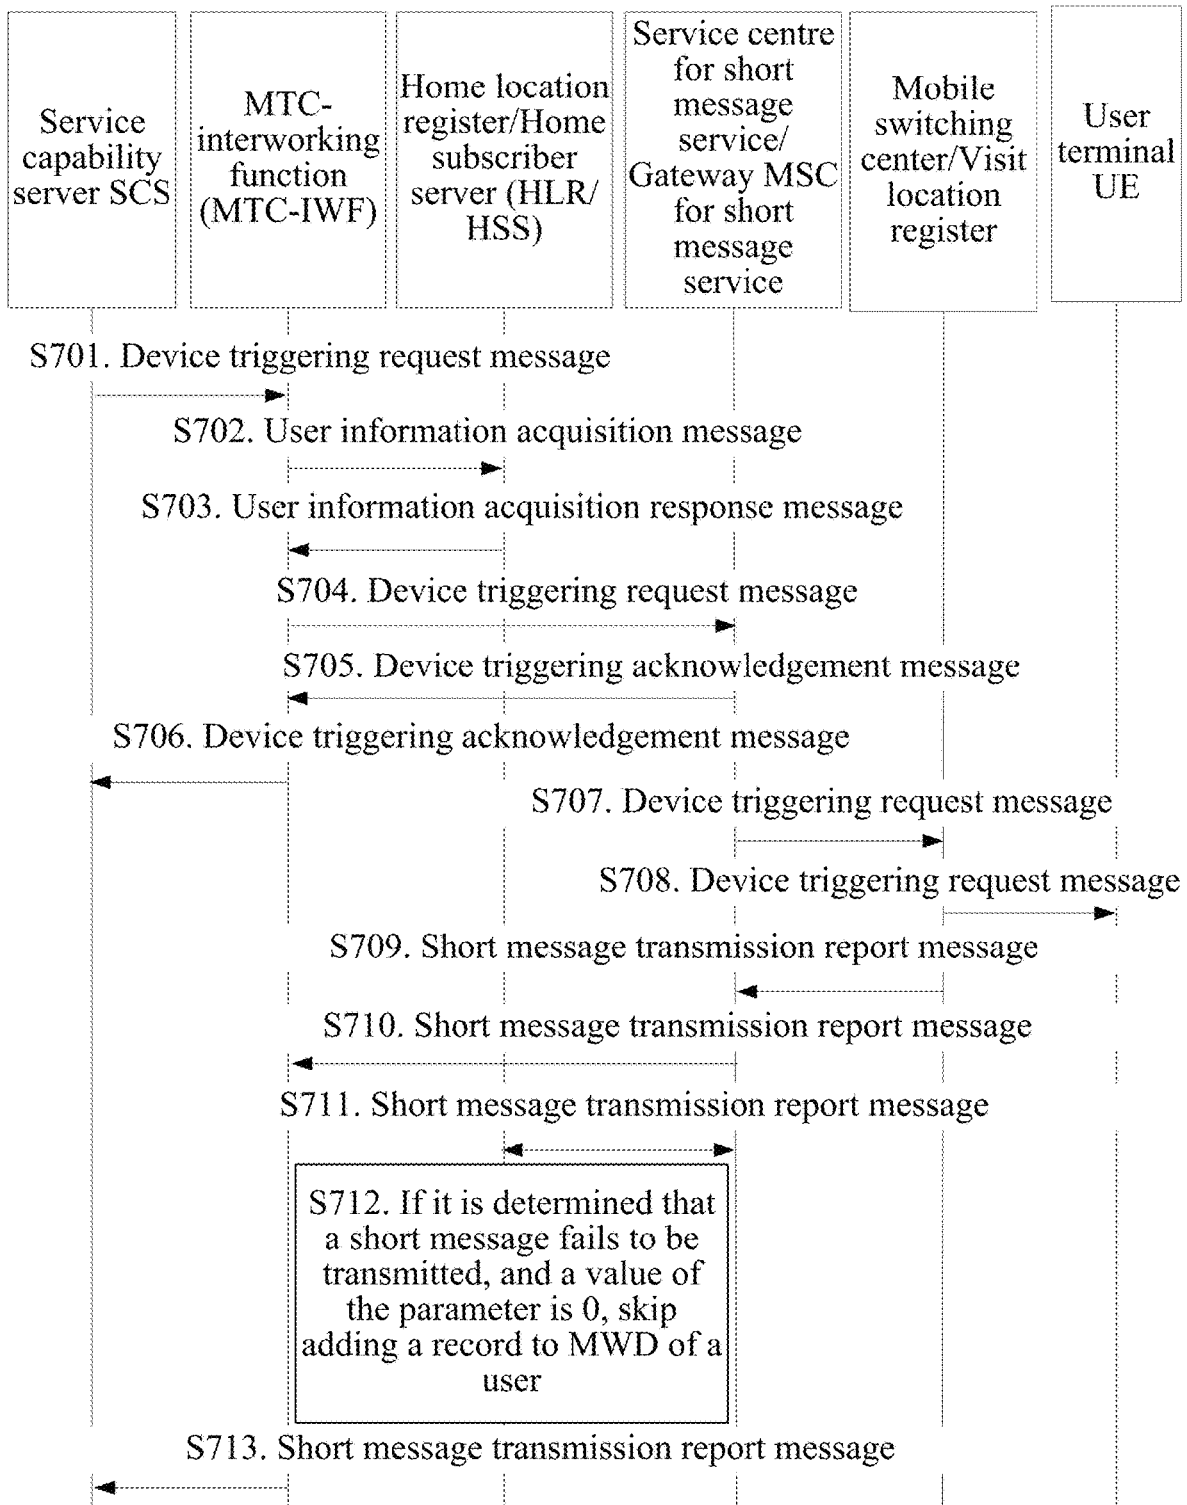 Service
capability
server SCS
MTC-
interworking
function
(MTC-IWF)
Home location
register/Home
subscriber
server (HLR/
HSS)
Service centre
for short
message
service/
Gateway MSC
for short
message
service
Mobile
switching
center/Visit
location
register
User
terminal
UE
S701. Device triggering request message
S702. User information acquisition message
S703. User information acquisition response message
S704. Device triggering request message
S705. Device triggering acknowledgement message
S706. Device triggering acknowledgement message
S707. Device triggering request message
S708. Device triggering request message
S709. Short message transmission report message
S710. Short message transmission report message
S711. Short message transmission report message
S712. If it is determined that
a short message fails to be
transmitted, and a value of
the parameter is 0, skip
adding a record to MWD of a
user
S713. Short message transmission report message